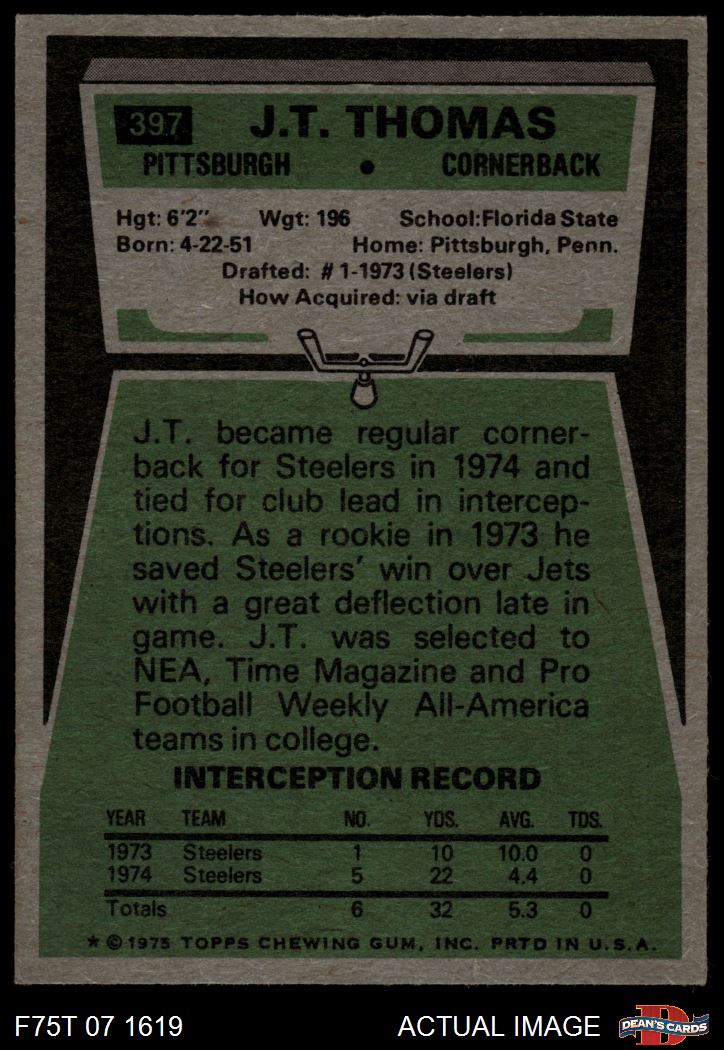 397 J.T. THOMAS
PITTSBURGH • CORNERBACK
Hgt: 6'2" Wgt: 196 School: Florida State
Born: 4-22-51 Home: Pittsburgh, Penn.
Drafted: #1-1973 (Steelers)
How Acquired: via draft
J.T. became regular corner-
back for Steelers in 1974 and
tied for club lead in intercep-
tions. As a rookie in 1973 he
saved Steelers' win over Jets
with a great deflection late in
game. J.T. was selected to
NEA, Time Magazine and Pro
Football Weekly All-America
teams in college.
INTERCEPTION RECORD
YEAR TEAM NO. YDS. AVG. TDS.
1973 Steelers 1 10 10.0 0
1974 Steelers 5 22 4.4 0
Totals 6 32 5.3 0
* © 1975 TOPPS CHEWING GUM, INC. PRTD IN U.S.A.
F75T 07 1619 ACTUAL IMAGE D DEAN'S CARDS